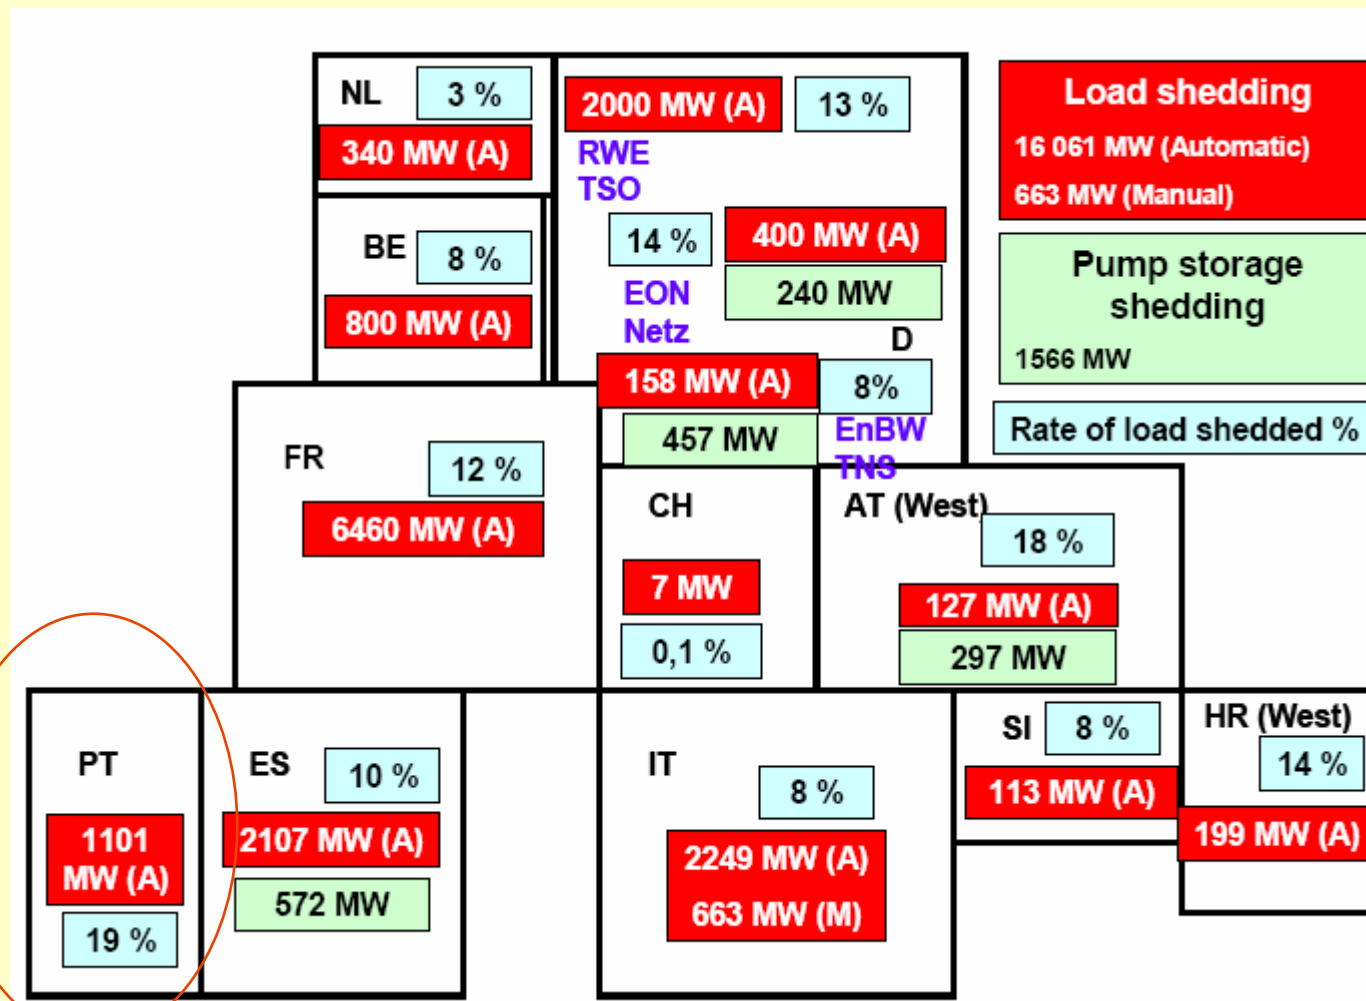 NL
3 %
340 MW (A)
2000 MW (A)
13 %
RWE
TSO
Load shedding
16 061 MW (Automatic)
663 MW (Manual)
BE
8 %
800 MW (A)
14 %
400 MW (A)
240 MW
EON
Netz
D
Pump storage
shedding
1566 MW
158 MW (A)
8%
457 MW
EnBW
TNS
Rate of load shedded %
FR
12 %
6460 MW (A)
CH
7 MW
0,1 %
AT (West)
18 %
127 MW (A)
297 MW
PT
1101
MW (A)
19 %
ES
10 %
2107 MW (A)
572 MW
IT
8 %
2249 MW (A)
663 MW (M)
SI
8 %
113 MW (A)
HR (West)
14 %
199 MW (A)